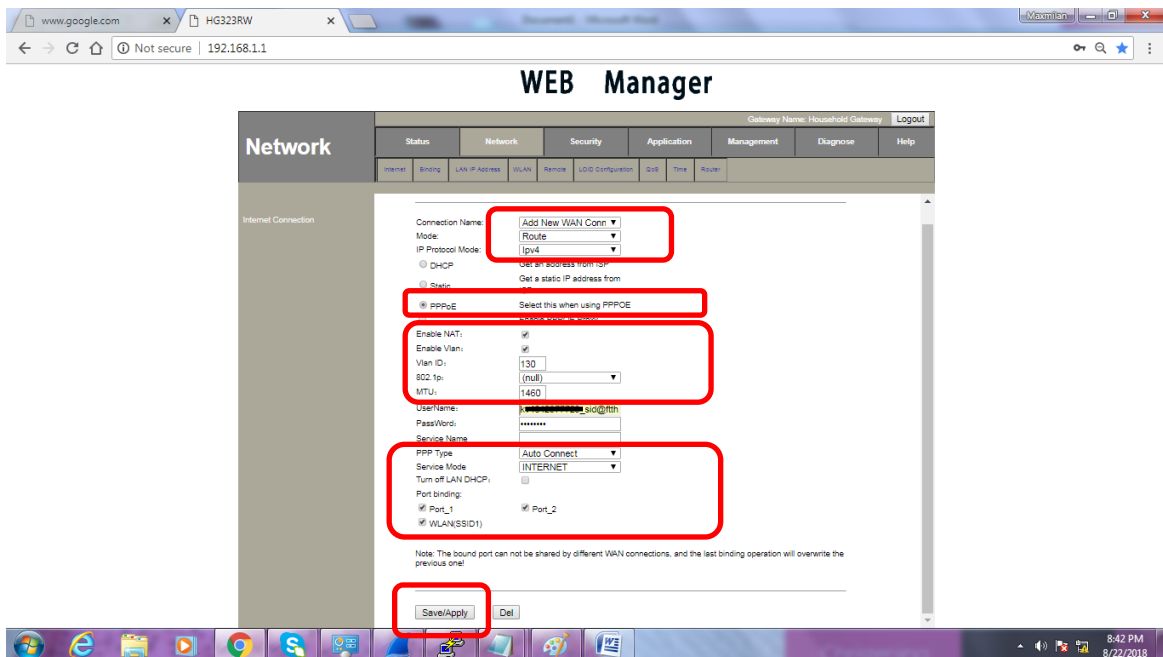 www.google.com × HG323RW × Maxmilian
Not secure | 192.168.1.1
WEB Manager
Gateway Name: Household Gateway Logout
Network Status Network Security Application Management Diagnose Help
Internet Binding LAN IP Address WLAN Remote LOID Configuration QoS Time Router
Internet Connection
Connection Name: Add New WAN Conn
Mode: Route
IP Protocol Mode: Ipv4
DHCP Get an address from ISP
Static Get a static IP address from
PPPoE Select this when using PPPOE
Enable NAT:
Enable Vlan:
Vlan ID: 130
802.1p: (null)
MTU: 1460
UserName: _sid@ftth
PassWord: ••••••••
Service Name
PPP Type Auto Connect
Service Mode INTERNET
Turn off LAN DHCP:
Port binding:
Port_1 Port_2
WLAN(SSID1)
Note: The bound port can not be shared by different WAN connections, and the last binding operation will overwrite the
previous one!
Save/Apply Del
8:42 PM
8/22/2018